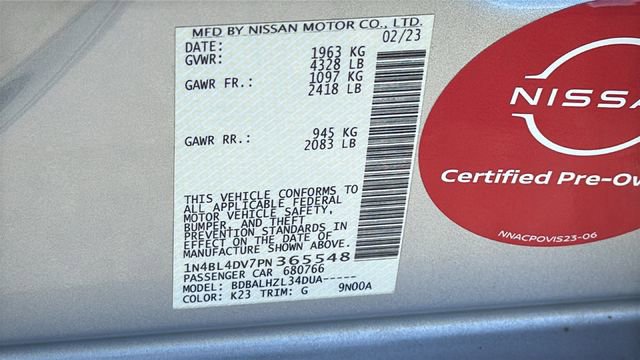 MFD BY NISSAN MOTOR CO., LTD.
DATE: 02/23
GVWR: 1963 KG
4328 LB
GAWR FR.: 1097 KG
2418 LB
GAWR RR.: 945 KG
2083 LB
THIS VEHICLE CONFORMS TO
ALL APPLICABLE FEDERAL
MOTOR VEHICLE SAFETY,
BUMPER, AND THEFT
PREVENTION STANDARDS IN
EFFECT ON THE DATE OF
MANUFACTURE SHOWN ABOVE.
1N4BL4DV7PN365548
PASSENGER CAR 680766
MODEL: BDBALHZL34DUA-----
COLOR: K23 TRIM: G 9N00A
NISSA
Certified Pre-Ow
NNACPOVIS23-06